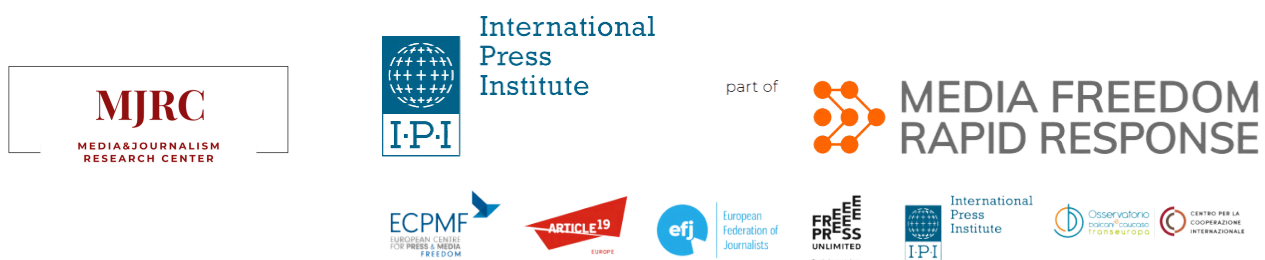 International
Press
Institute
I·P·I
MJRC
MEDIA&JOURNALISM
RESEARCH CENTER
part of
MEDIA FREEDOM
RAPID RESPONSE
ECPMF
EUROPEAN CENTRE
FOR PRESS & MEDIA
FREEDOM
ARTICLE 19
EUROPE
efj
European
Federation of
Journalists
FREEEE
PRESS
UNLIMITED
International
Press
Institute
I·P·I
Osservatorio
balcani e caucaso
transeuropa
CENTRO PER LA
COOPERAZIONE
INTERNAZIONALE